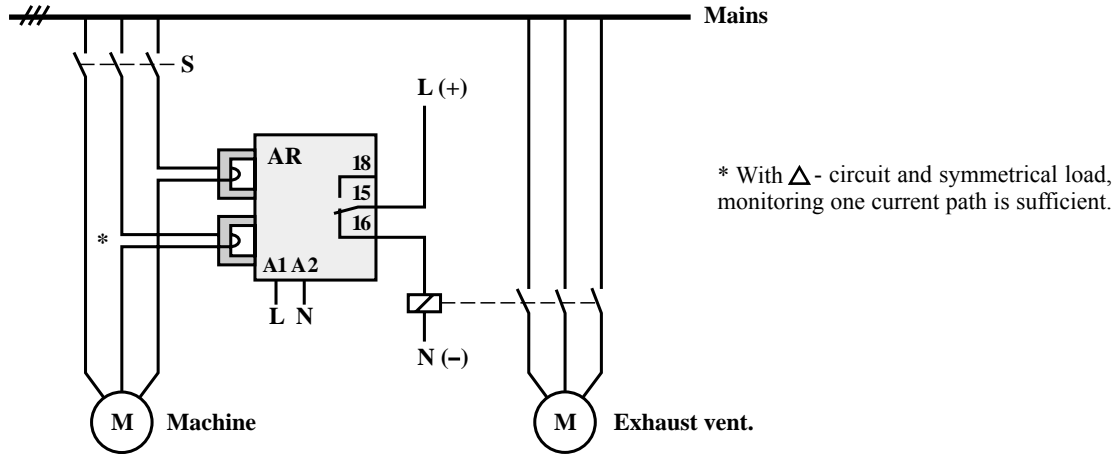 Mains
S
L (+)
AR
18
15
16
* With △ - circuit and symmetrical load,
monitoring one current path is sufficient.
*
A1 A2
L N
N (–)
M Machine
M Exhaust vent.